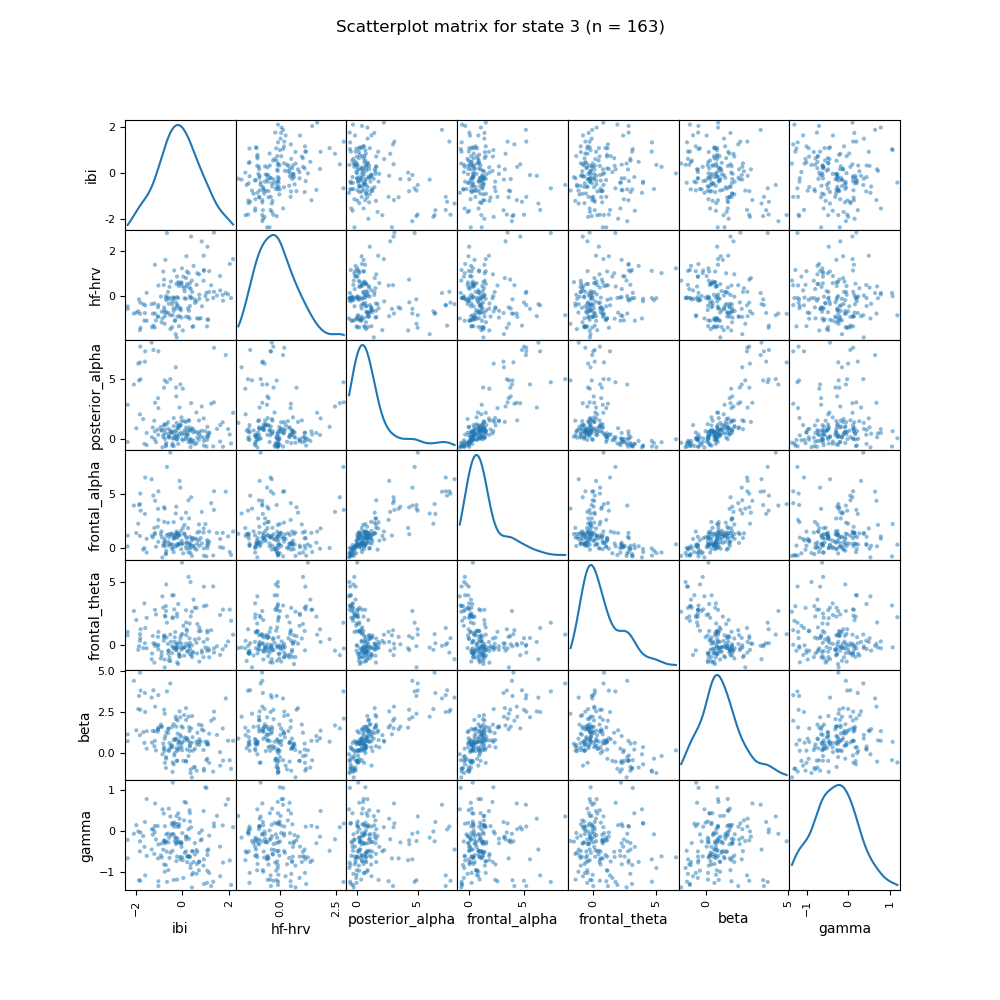 Scatterplot matrix for state 3 (n = 163)
ibi
2
0
-2
hf-hrv
2
0
posterior_alpha
5
0
frontal_alpha
5
0
frontal_theta
5
0
beta
5.0
2.5
0.0
gamma
1
0
−1
−2 0 2 0.0 2.5 0 5 0 5 0 5 0 5 −1 0 1
ibi hf-hrv posterior_alpha frontal_alpha frontal_theta beta gamma